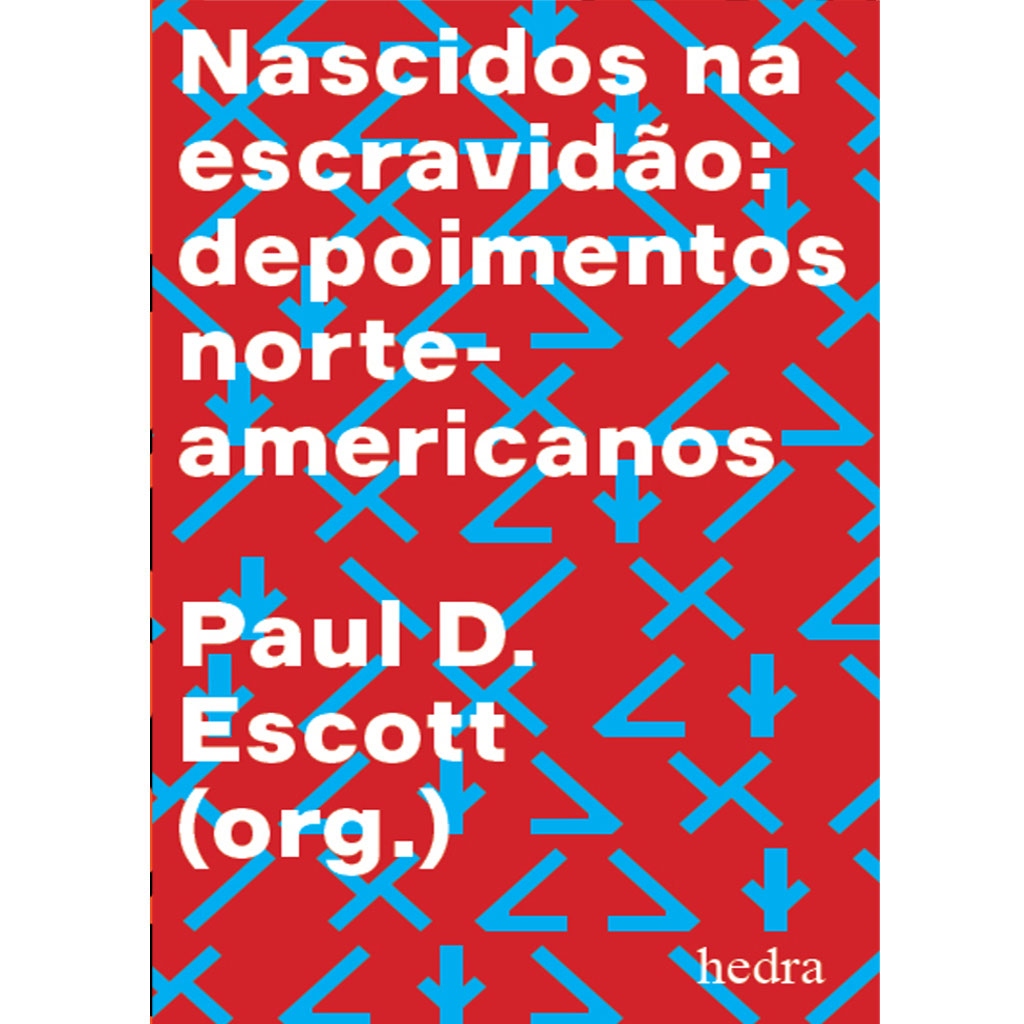 Nascidos na
escravidão:
depoimentos
norte-
americanos
Paul D.
Escott
(org.)
hedra